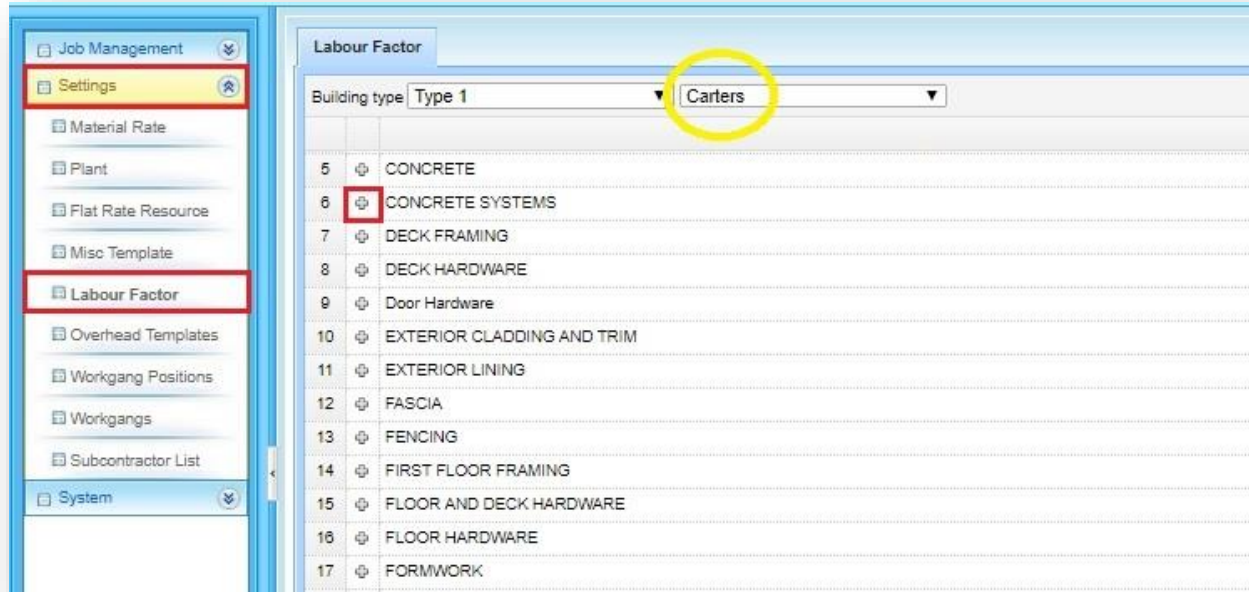 Job Management
Settings
Material Rate
Plant
Flat Rate Resource
Misc Template
Labour Factor
Overhead Templates
Workgang Positions
Workgangs
Subcontractor List
System
Labour Factor
Building type Type 1 Carters
5 CONCRETE
6 CONCRETE SYSTEMS
7 DECK FRAMING
8 DECK HARDWARE
9 Door Hardware
10 EXTERIOR CLADDING AND TRIM
11 EXTERIOR LINING
12 FASCIA
13 FENCING
14 FIRST FLOOR FRAMING
15 FLOOR AND DECK HARDWARE
16 FLOOR HARDWARE
17 FORMWORK